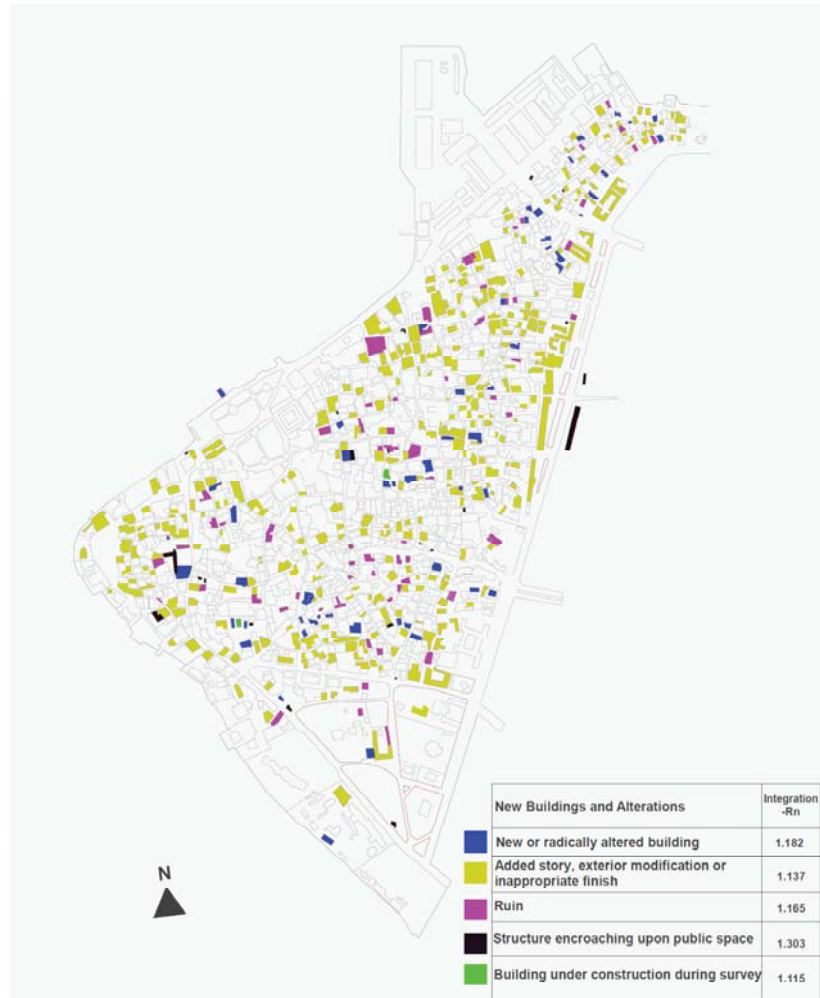 N
New Buildings and Alterations
Integration
-Rn
New or radically altered building
1.182
Added story, exterior modification or
inappropriate finish
1.137
Ruin
1.165
Structure encroaching upon public space
1.303
Building under construction during survey
1.115